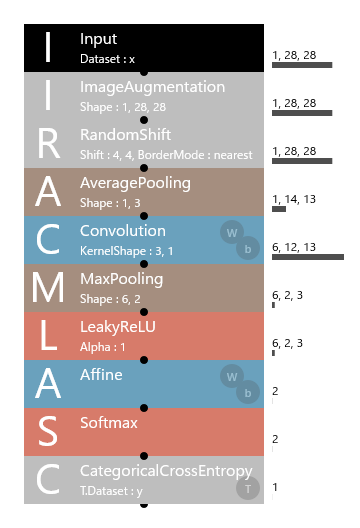 I Input
Dataset : x
1, 28, 28
I ImageAugmentation
Shape : 1, 28, 28
1, 28, 28
R RandomShift
Shift : 4, 4, BorderMode : nearest
1, 28, 28
A AveragePooling
Shape : 1, 3
1, 14, 13
C Convolution
KernelShape : 3, 1
W
b
6, 12, 13
M MaxPooling
Shape : 6, 2
6, 2, 3
L LeakyReLU
Alpha : 1
6, 2, 3
A Affine
W
b
2
S Softmax
2
C CategoricalCrossEntropy
T.Dataset : y
T
1